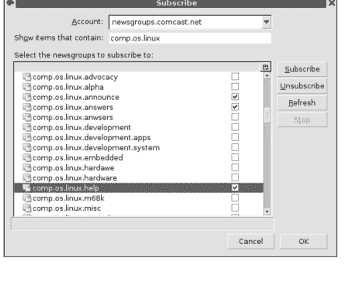 Subscribe
Account: newsgroups.comcast.net
Show items that contain: comp.os.linux
Select the newsgroups to subscribe to:
comp.os.linux.advocacy
comp.os.linux.alpha
comp.os.linux.announce
comp.os.linux.answers
comp.os.linux.anwsers
comp.os.linux.development
comp.os.linux.development.apps
comp.os.linux.development.system
comp.os.linux.embedded
comp.os.linux.hardawe
comp.os.linux.hardware
comp.os.linux.help
comp.os.linux.m68k
comp.os.linux.misc
Subscribe
Unsubscribe
Refresh
Stop
Cancel
OK